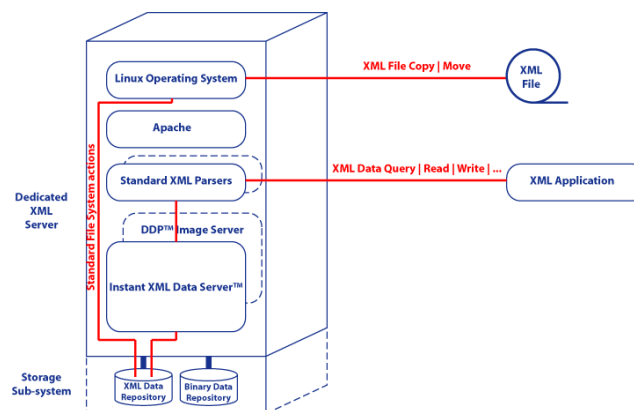 Linux Operating System
XML File Copy | Move
XML
File
Apache
Standard File System actions
Standard XML Parsers
XML Data Query | Read | Write | ...
XML Application
Dedicated
XML
Server
DDP™ Image Server
Instant XML Data Server™
Storage
Sub-system
XML Data
Repository
Binary Data
Repository